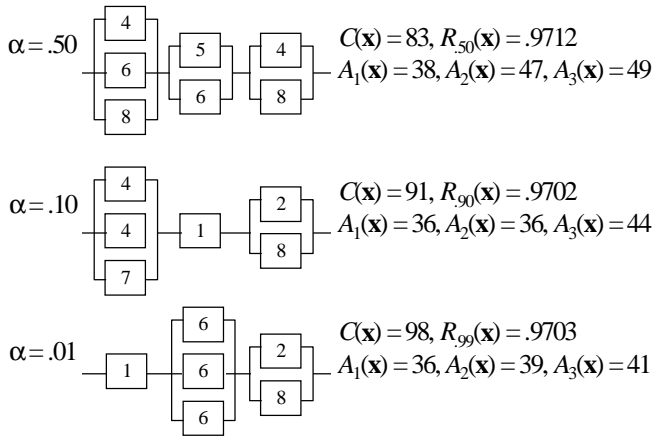 α = .50
4
6
8
5
6
4
8
C(x) = 83, R.50(x) = .9712
A1(x) = 38, A2(x) = 47, A3(x) = 49
α = .10
4
4
7
1
2
8
C(x) = 91, R.90(x) = .9702
A1(x) = 36, A2(x) = 36, A3(x) = 44
α = .01
1
6
6
6
2
8
C(x) = 98, R.99(x) = .9703
A1(x) = 36, A2(x) = 39, A3(x) = 41